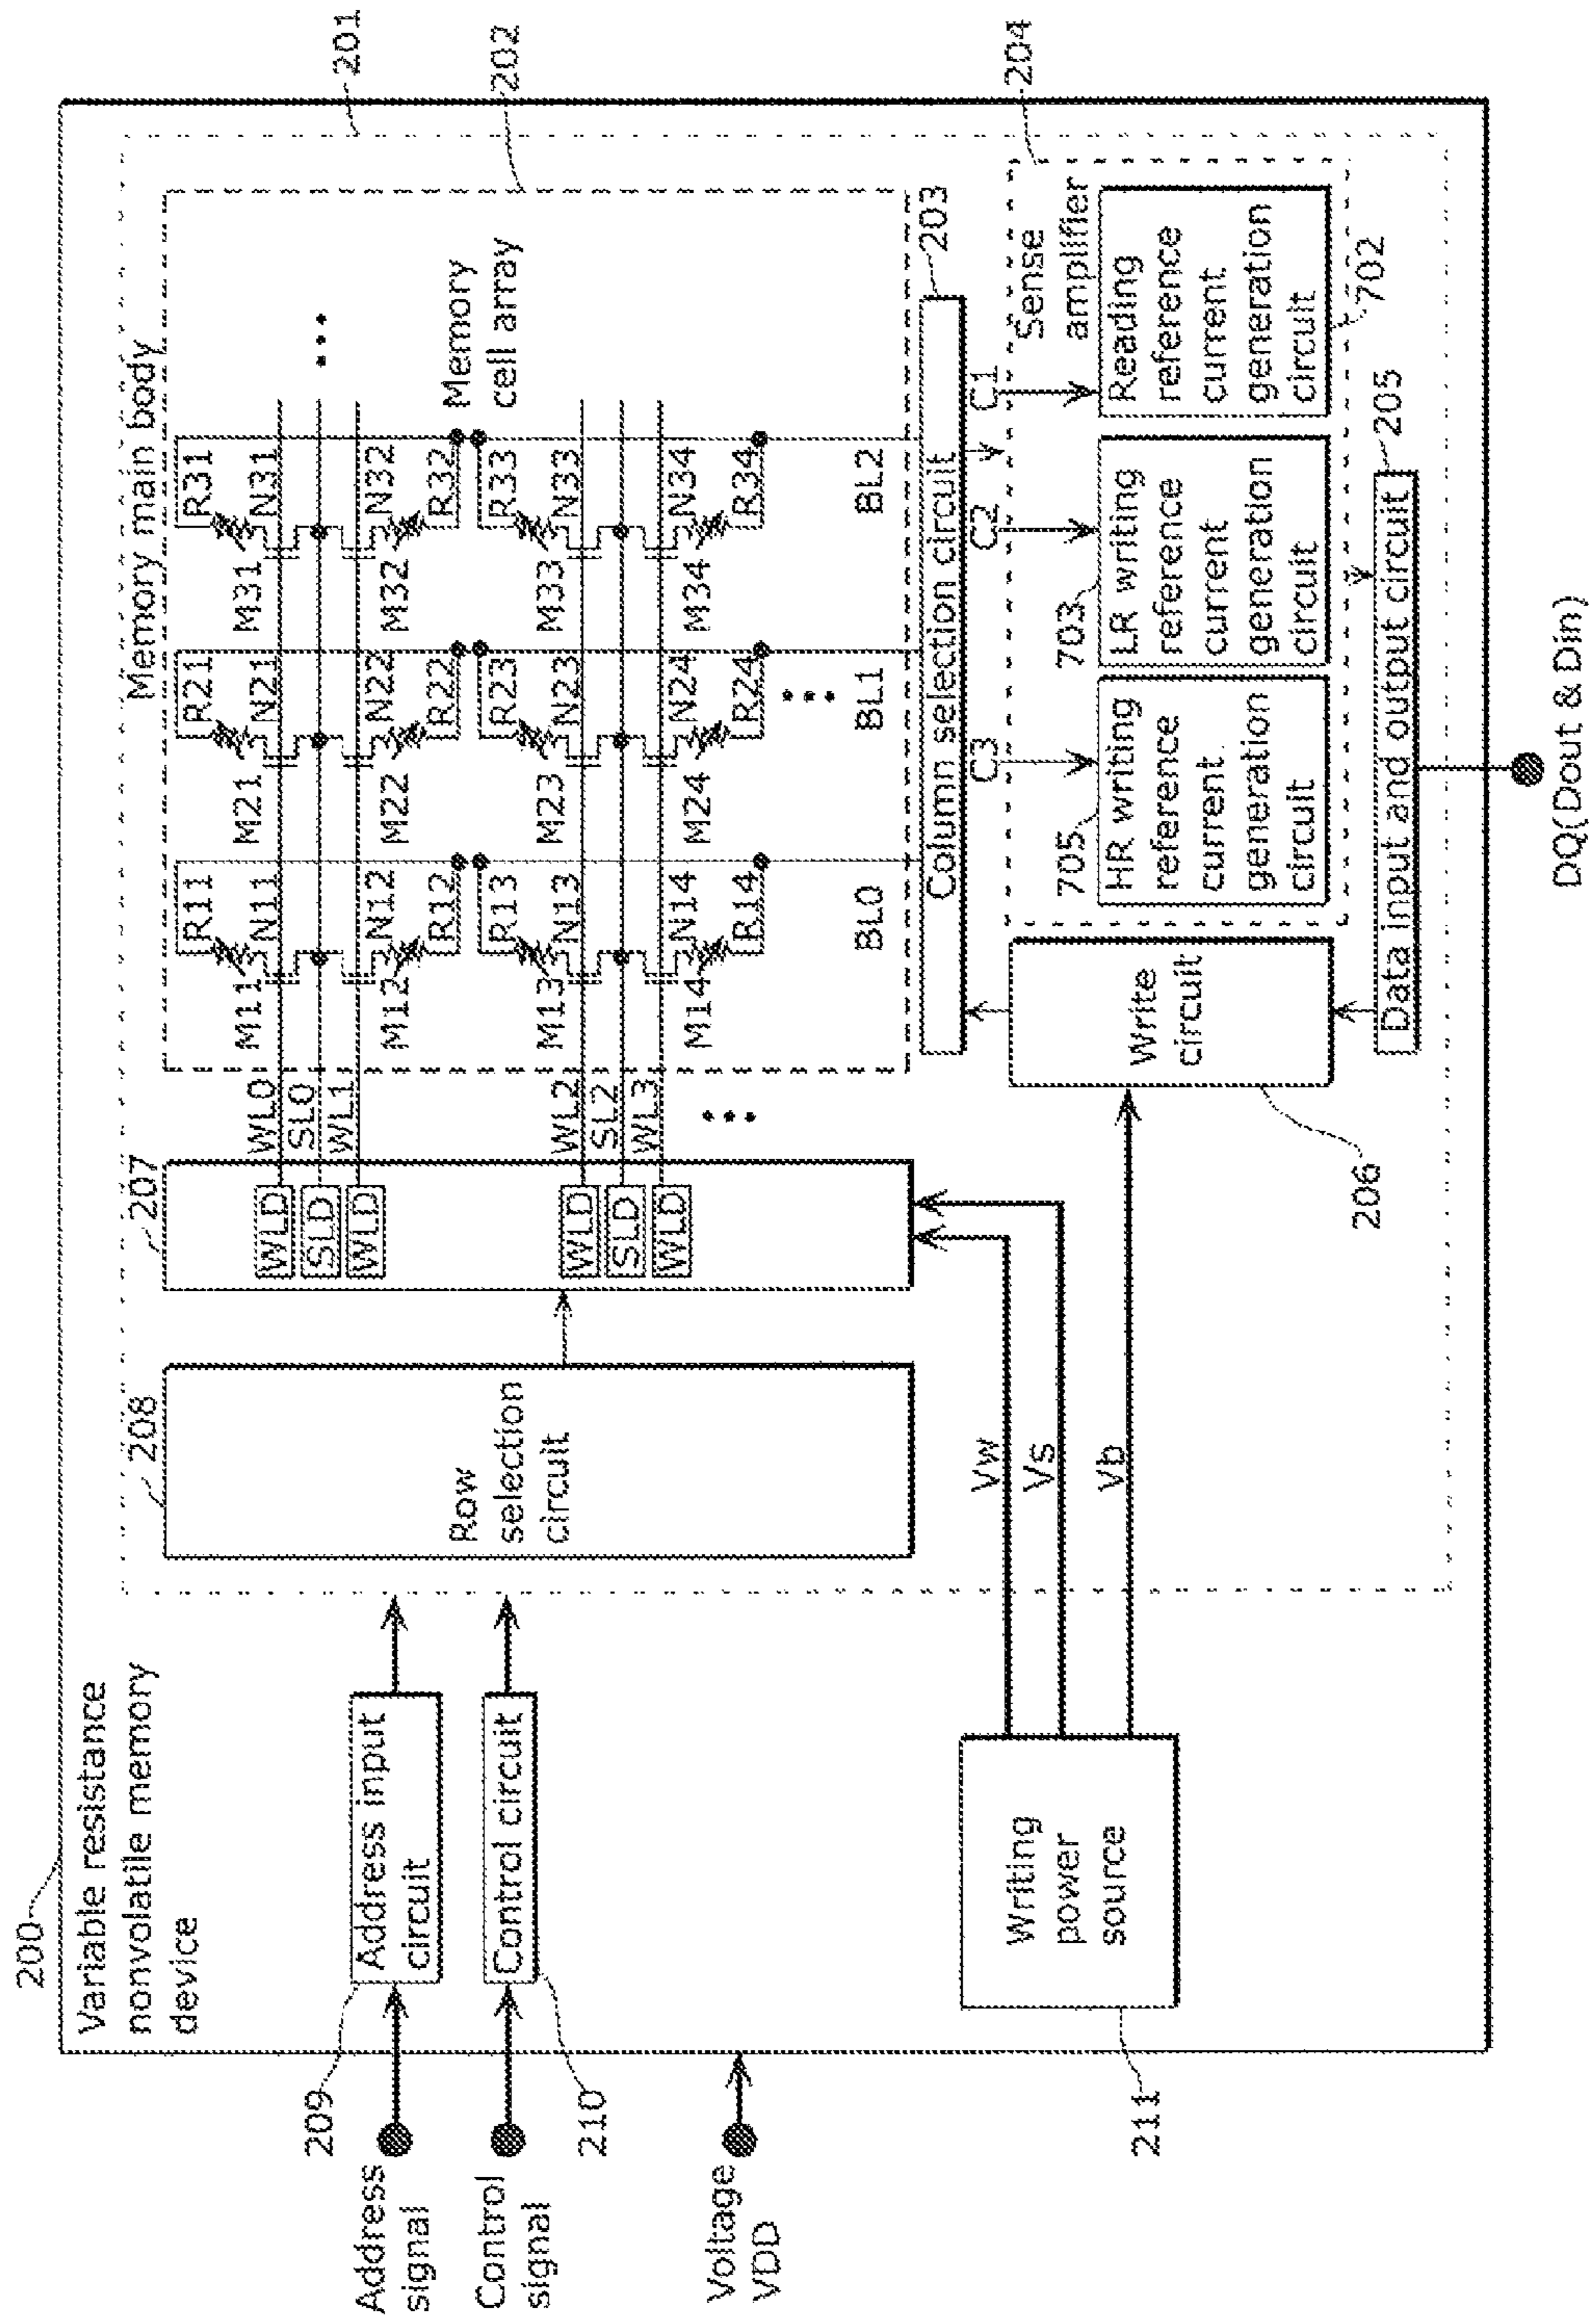 200
Variable resistance
nonvolatile memory
device
201
Memory main body
202
208
207
Row
selection
circuit
WLD
SLD
WLD
WLD
SLD
WLD
WL0
SL0
WL1
WL2
SL2
WL3
M11
R11
N11
M12
N12
R12
M13
R13
N13
M14
N14
R14
M21
R21
N21
M22
N22
R22
M23
R23
N23
M24
N24
R24
M31
R31
N31
M32
N32
R32
M33
R33
N33
M34
N34
R34
Memory
cell array
BL0
BL1
BL2
Column selection circuit
203
C3
C2
C1
204
Sense
amplifier
705
HR writing
reference
current
generation
circuit
703
LR writing
reference
current
generation
circuit
Reading
reference
current
generation
circuit
702
Write
circuit
206
Data input and output circuit
205
DQ(Dout & Din)
Address
signal
209
Address input
circuit
Control
signal
210
Control circuit
Voltage
VDD
Writing
power
source
211
Vw
Vs
Vb